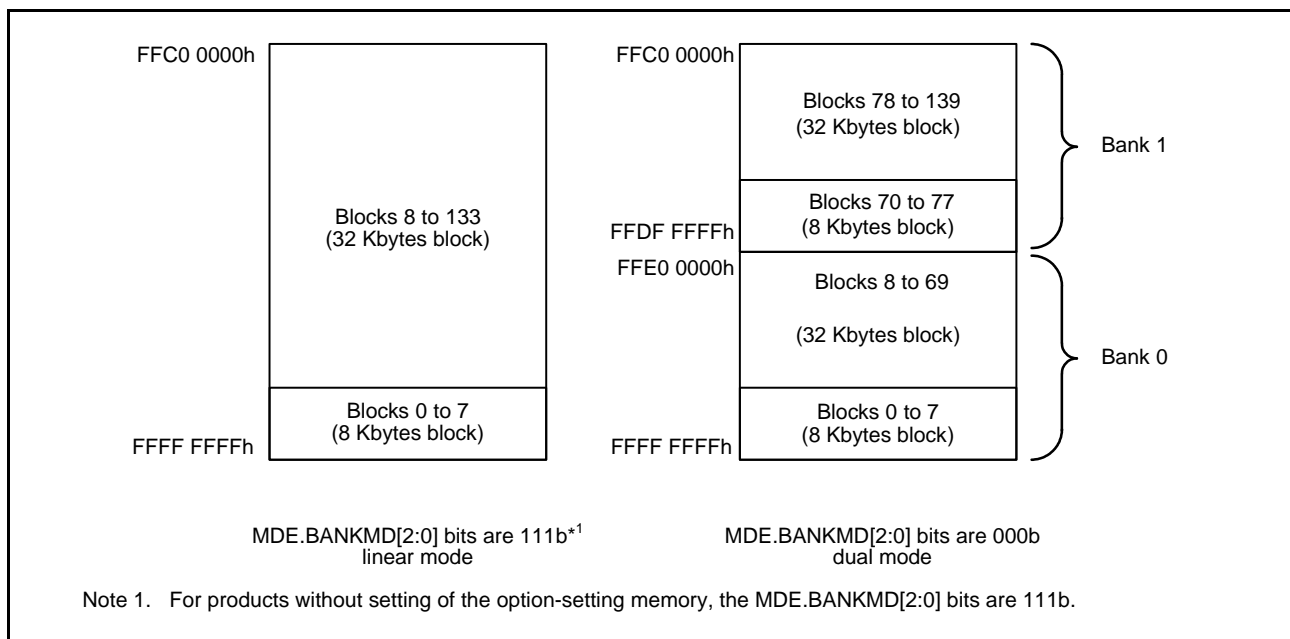 FFC0 0000h
Blocks 8 to 133
(32 Kbytes block)
Blocks 0 to 7
(8 Kbytes block)
FFFF FFFFh
MDE.BANKMD[2:0] bits are 111b*1
linear mode
FFC0 0000h
Blocks 78 to 139
(32 Kbytes block)
Bank 1
Blocks 70 to 77
(8 Kbytes block)
FFDF FFFFh
FFE0 0000h
Blocks 8 to 69
(32 Kbytes block)
Bank 0
Blocks 0 to 7
(8 Kbytes block)
FFFF FFFFh
MDE.BANKMD[2:0] bits are 000b
dual mode
Note 1. For products without setting of the option-setting memory, the MDE.BANKMD[2:0] bits are 111b.